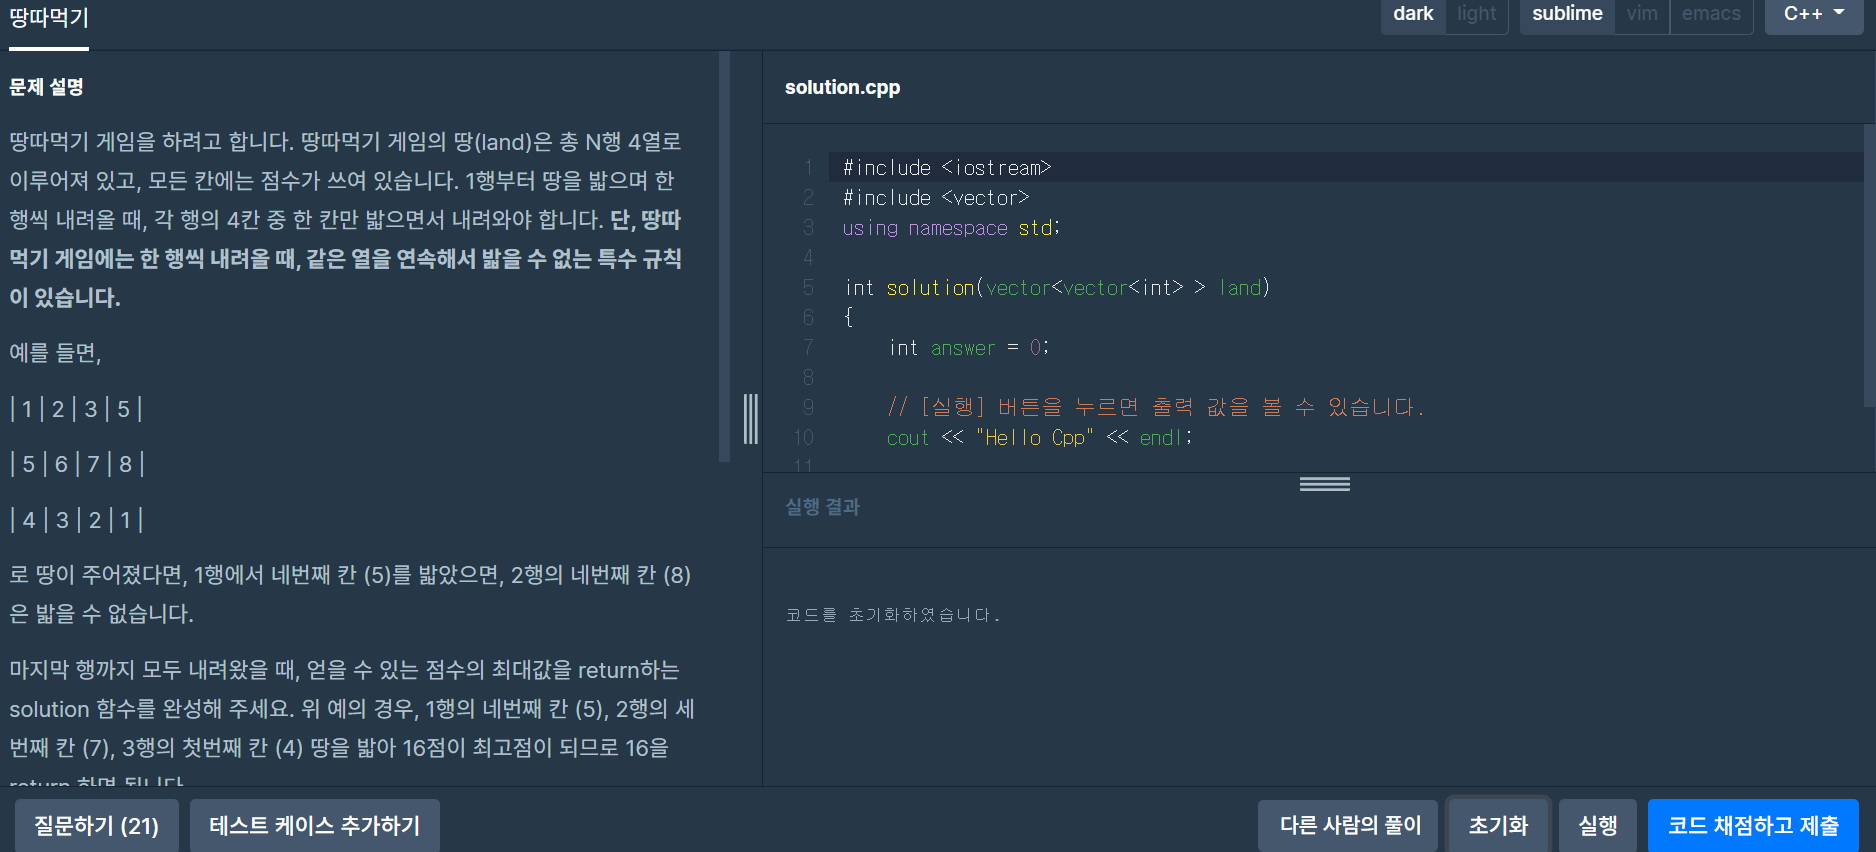 땅따먹기
dark light sublime vim emacs C++
문제 설명
땅따먹기 게임을 하려고 합니다. 땅따먹기 게임의 땅(land)은 총 N행 4열로
이루어져 있고, 모든 칸에는 점수가 쓰여 있습니다. 1행부터 땅을 밟으며 한
행씩 내려올 때, 각 행의 4칸 중 한 칸만 밟으면서 내려와야 합니다. 단, 땅따
먹기 게임에는 한 행씩 내려올 때, 같은 열을 연속해서 밟을 수 없는 특수 규칙
이 있습니다.
예를 들면,
| 1 | 2 | 3 | 5 |
| 5 | 6 | 7 | 8 |
| 4 | 3 | 2 | 1 |
로 땅이 주어졌다면, 1행에서 네번째 칸 (5)를 밟았으면, 2행의 네번째 칸 (8)
은 밟을 수 없습니다.
마지막 행까지 모두 내려왔을 때, 얻을 수 있는 점수의 최대값을 return하는
solution 함수를 완성해 주세요. 위 예의 경우, 1행의 네번째 칸 (5), 2행의 세
번째 칸 (7), 3행의 첫번째 칸 (4) 땅을 밟아 16점이 최고점이 되므로 16을
return 하면 됩니다.
solution.cpp
1 #include <iostream>
2 #include <vector>
3 using namespace std;
4
5 int solution(vector<vector<int> > land)
6 {
7 int answer = 0;
8
9 // [실행] 버튼을 누르면 출력 값을 볼 수 있습니다.
10 cout << "Hello Cpp" << endl;
11
실행 결과
코드를 초기화하였습니다.
질문하기 (21) 테스트 케이스 추가하기 다른 사람의 풀이 초기화 실행 코드 채점하고 제출